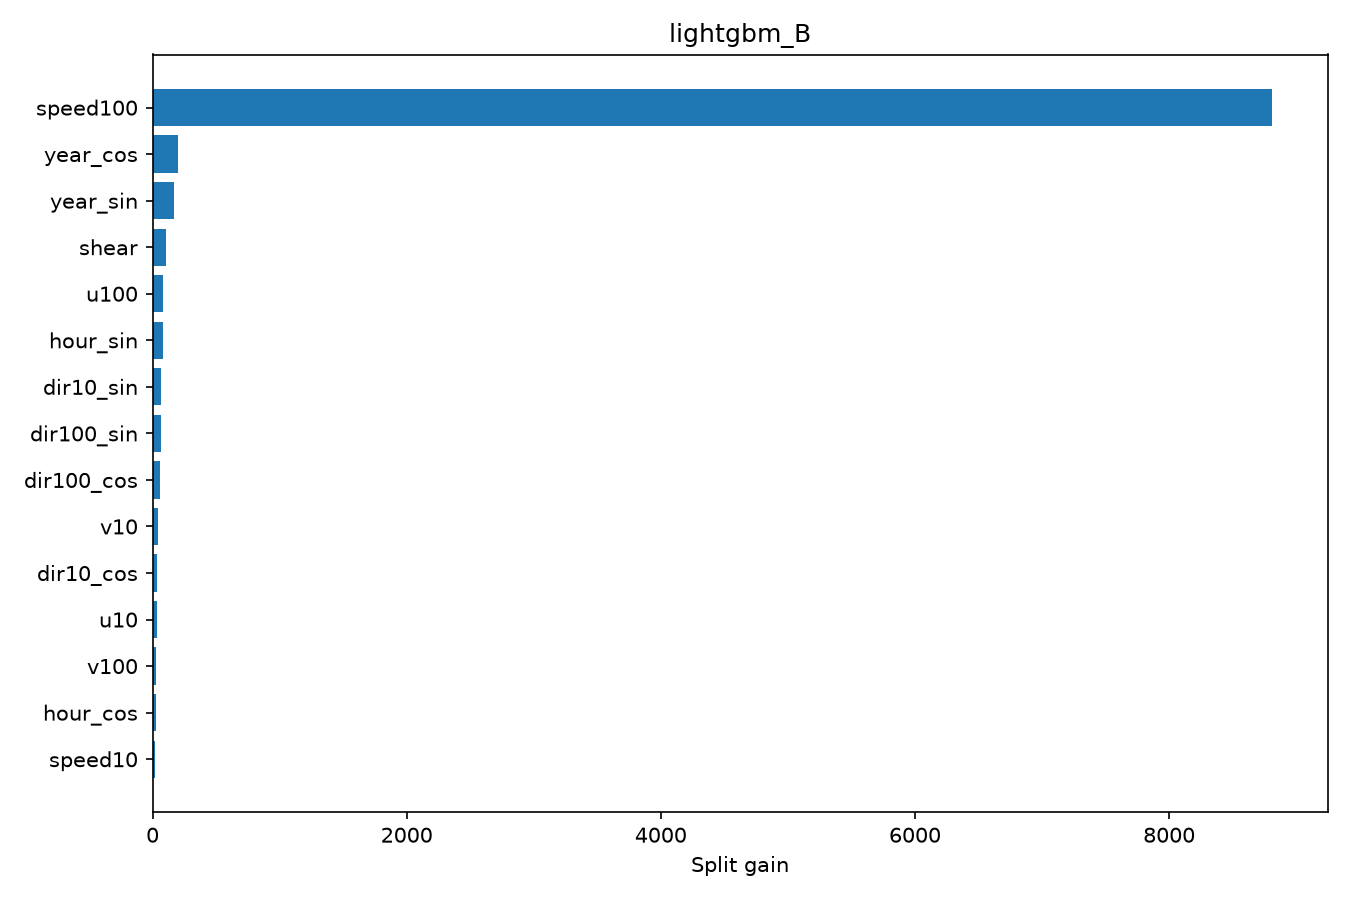 lightgbm_B
speed100
year_cos
year_sin
shear
u100
hour_sin
dir10_sin
dir100_sin
dir100_cos
v10
dir10_cos
u10
v100
hour_cos
speed10
0 2000 4000 6000 8000
Split gain